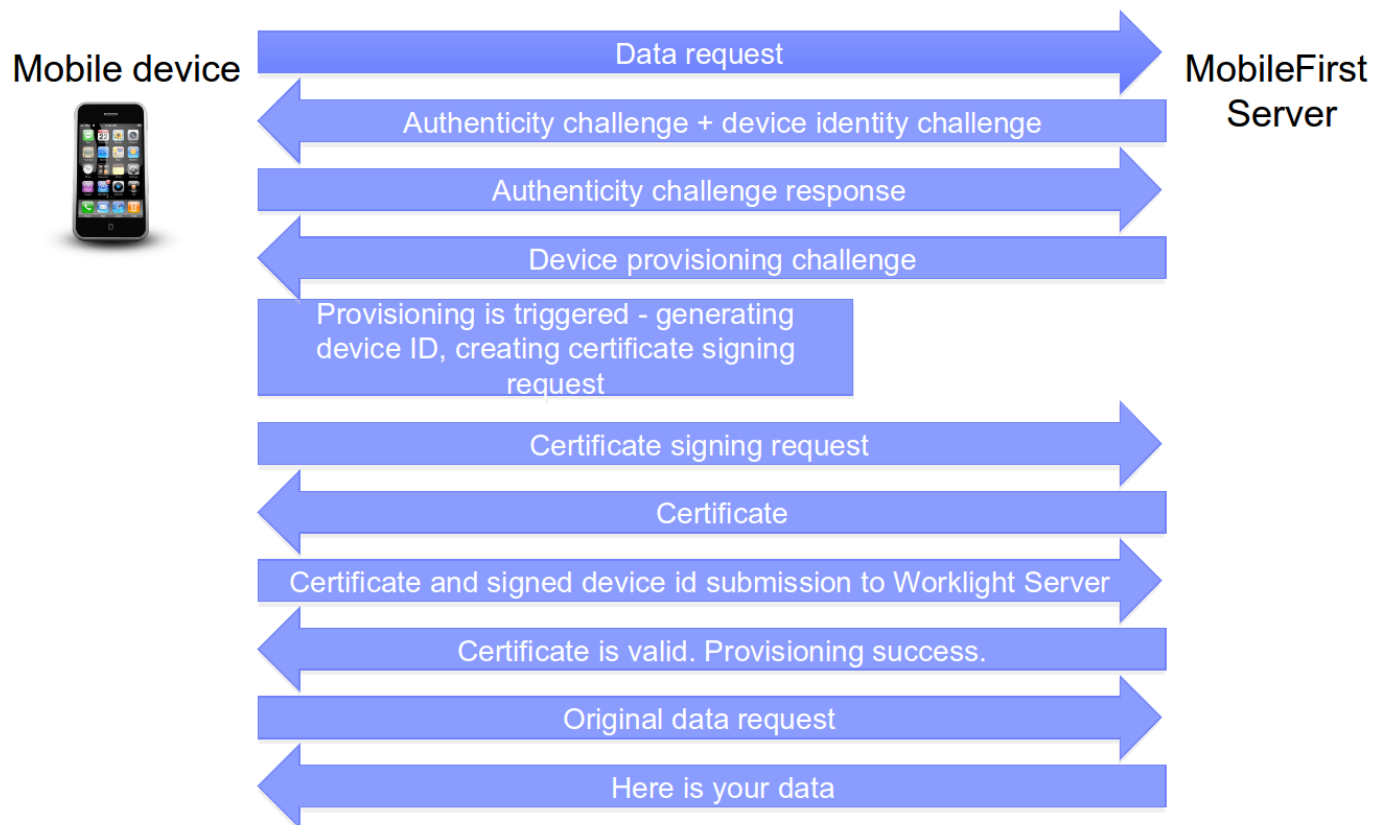 Mobile device
Data request
MobileFirst
Server
Authenticity challenge + device identity challenge
Authenticity challenge response
Device provisioning challenge
Provisioning is triggered - generating
device ID, creating certificate signing
request
Certificate signing request
Certificate
Certificate and signed device id submission to Worklight Server
Certificate is valid. Provisioning success.
Original data request
Here is your data